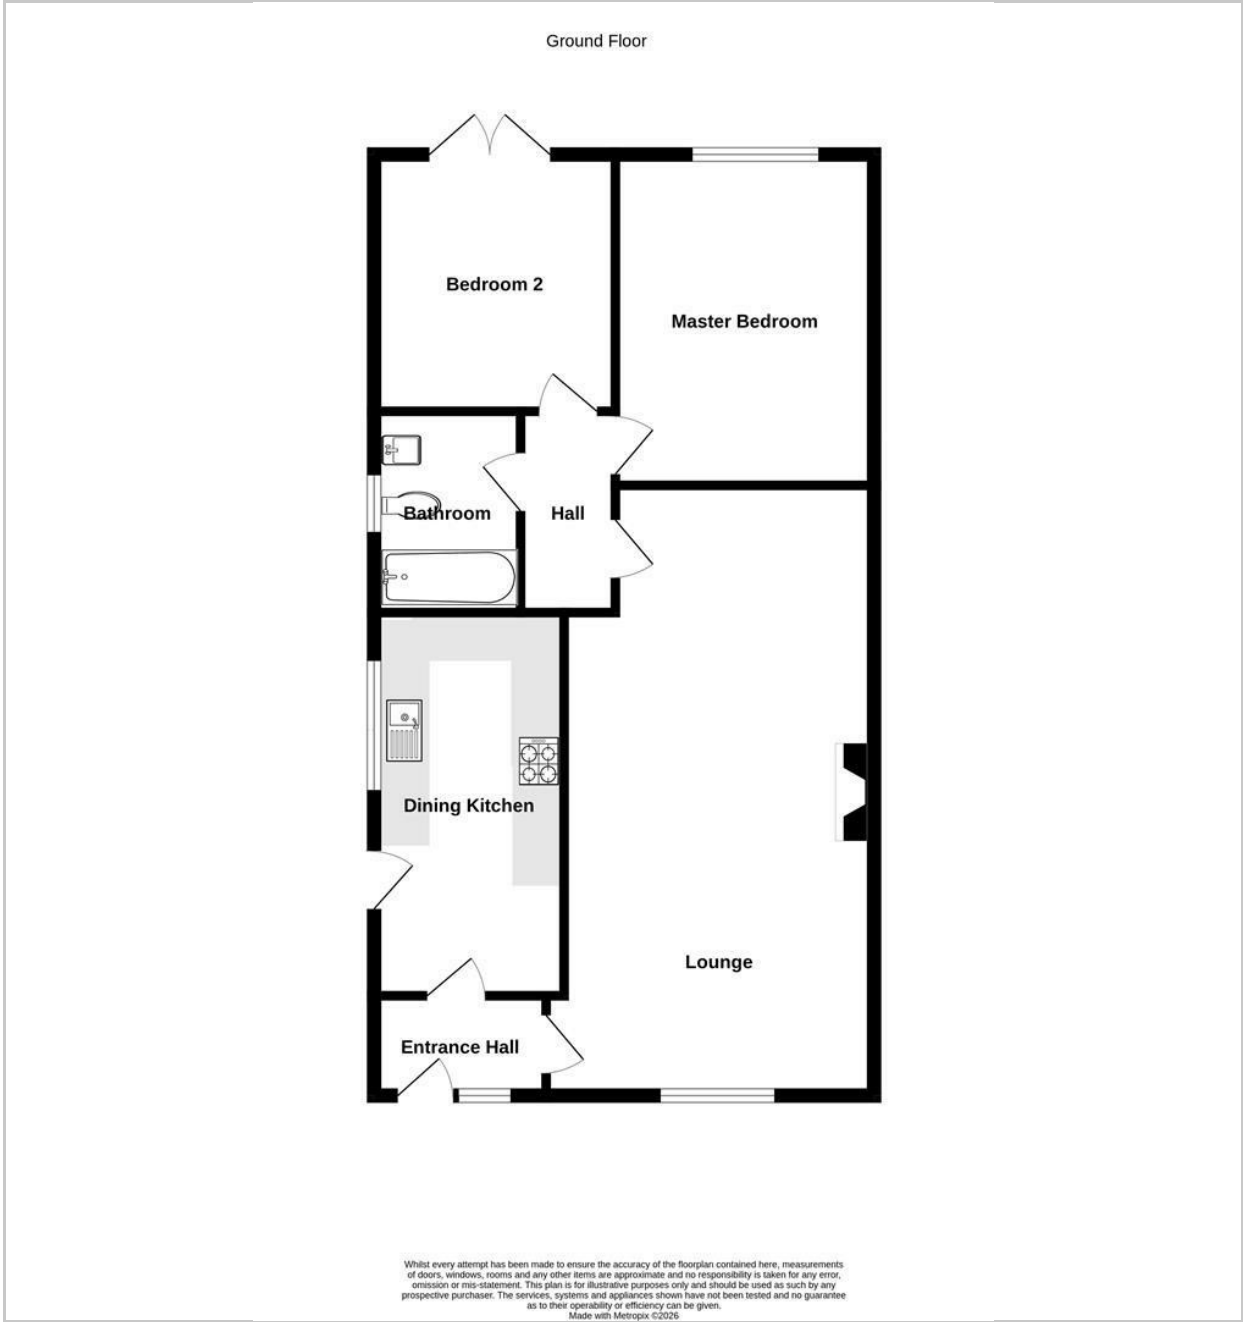 Ground Floor
Bedroom 2
Master Bedroom
Bathroom
Hall
Dining Kitchen
Lounge
Entrance Hall
Whilst every attempt has been made to ensure the accuracy of the floorplan contained here, measurements
of doors, windows, rooms and any other items are approximate and no responsibility is taken for any error,
omission or mis-statement. This plan is for illustrative purposes only and should be used as such by any
prospective purchaser. The services, systems and appliances shown have not been tested and no guarantee
as to their operability or efficiency can be given.
Made with Metropix ©2026